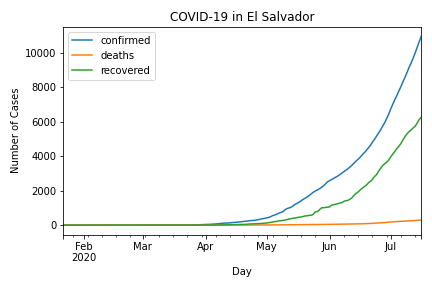 COVID-19 in El Salvador
confirmed
deaths
recovered
Number of Cases
10000
8000
6000
4000
2000
0
Feb
2020
Mar
Apr
May
Jun
Jul
Day